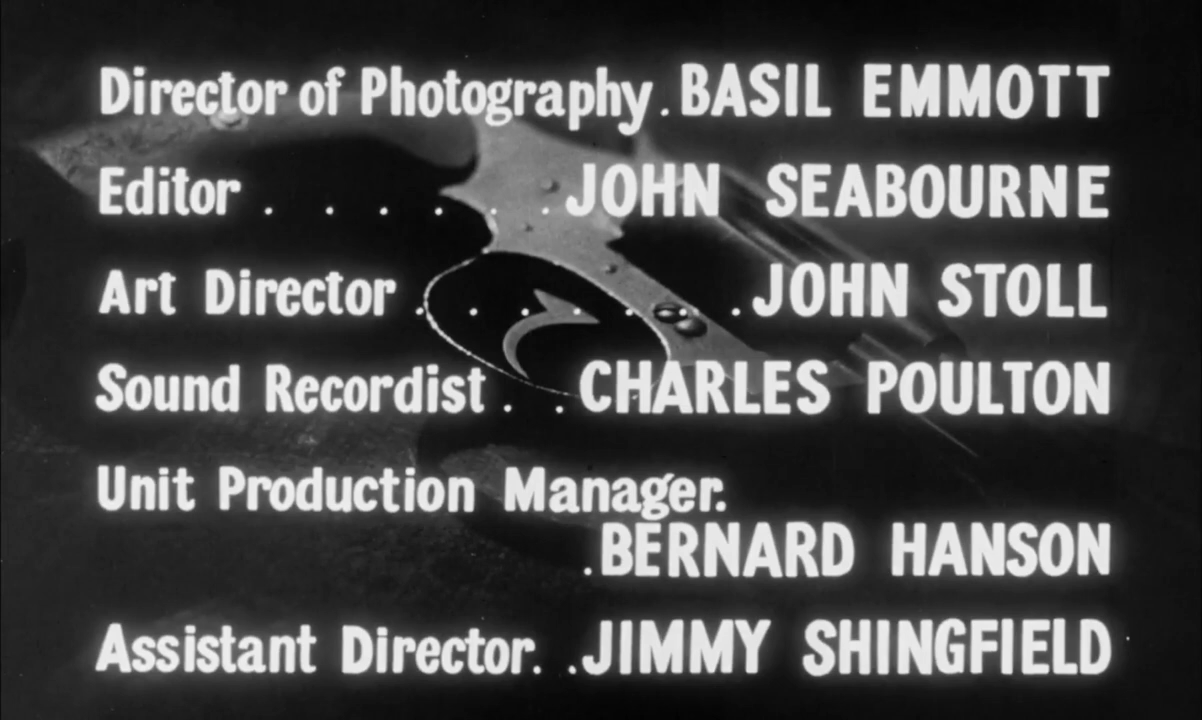 Director of Photography . BASIL EMMOTT
Editor . . . . . . JOHN SEABOURNE
Art Director . . . . . . . JOHN STOLL
Sound Recordist . . CHARLES POULTON
Unit Production Manager.
.BERNARD HANSON
Assistant Director. . JIMMY SHINGFIELD